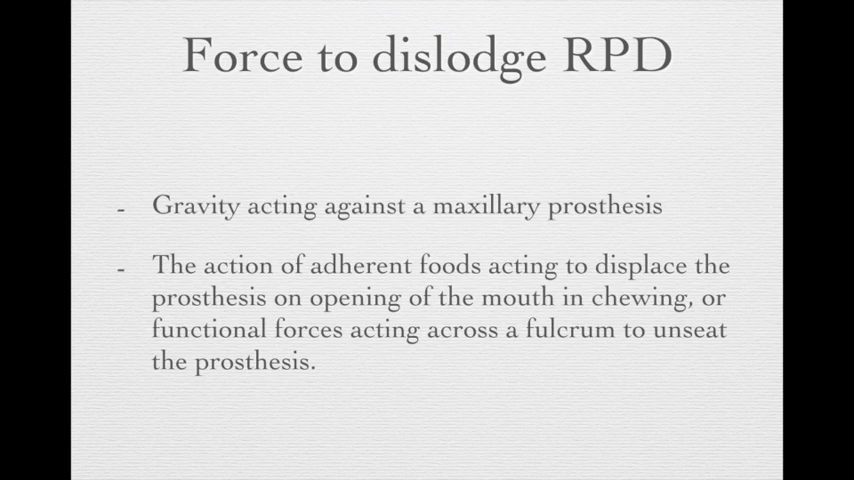 Force to dislodge RPD
- Gravity acting against a maxillary prosthesis
- The action of adherent foods acting to displace the
prosthesis on opening of the mouth in chewing, or
functional forces acting across a fulcrum to unseat
the prosthesis.